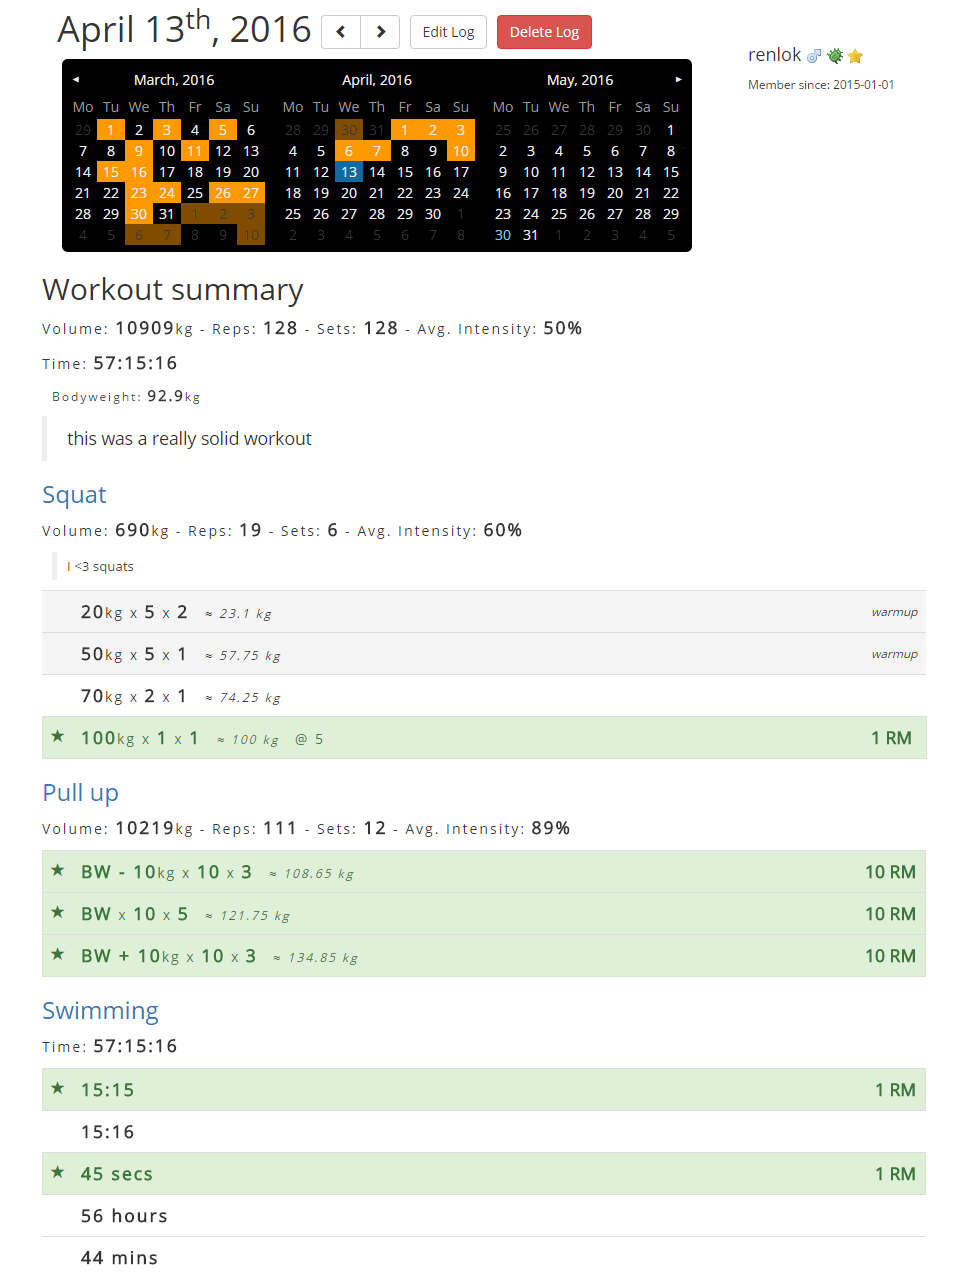 April 13th, 2016 Edit Log Delete Log
renlok
Member since: 2015-01-01
March, 2016 April, 2016 May, 2016
Mo Tu We Th Fr Sa Su Mo Tu We Th Fr Sa Su Mo Tu We Th Fr Sa Su
29 1 2 3 4 5 6 28 29 30 31 1 2 3 25 26 27 28 29 30 1
7 8 9 10 11 12 13 4 5 6 7 8 9 10 2 3 4 5 6 7 8
14 15 16 17 18 19 20 11 12 13 14 15 16 17 9 10 11 12 13 14 15
21 22 23 24 25 26 27 18 19 20 21 22 23 24 16 17 18 19 20 21 22
28 29 30 31 1 2 3 25 26 27 28 29 30 1 23 24 25 26 27 28 29
4 5 6 7 8 9 10 2 3 4 5 6 7 8 30 31 1 2 3 4 5
Workout summary
Volume: 10909kg - Reps: 128 - Sets: 128 - Avg. Intensity: 50%
Time: 57:15:16
Bodyweight: 92.9kg
this was a really solid workout
Squat
Volume: 690kg - Reps: 19 - Sets: 6 - Avg. Intensity: 60%
I <3 squats
20kg x 5 x 2 ≈ 23.1 kg warmup
50kg x 5 x 1 ≈ 57.75 kg warmup
70kg x 2 x 1 ≈ 74.25 kg
★ 100kg x 1 x 1 ≈ 100 kg @ 5 1 RM
Pull up
Volume: 10219kg - Reps: 111 - Sets: 12 - Avg. Intensity: 89%
★ BW - 10kg x 10 x 3 ≈ 108.65 kg 10 RM
★ BW x 10 x 5 ≈ 121.75 kg 10 RM
★ BW + 10kg x 10 x 3 ≈ 134.85 kg 10 RM
Swimming
Time: 57:15:16
★ 15:15 1 RM
15:16
★ 45 secs 1 RM
56 hours
44 mins